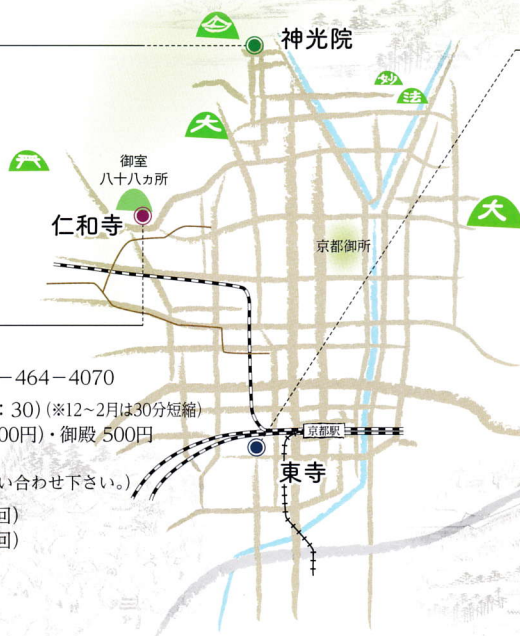 神光院
妙
法
大
御室
八十八ヵ所
仁和寺
大
京都御所
−464−4070
：30) (※12~2月は30分短縮)
00円)・御殿 500円
京都駅
い合わせ下さい。)
東寺
回)
回)